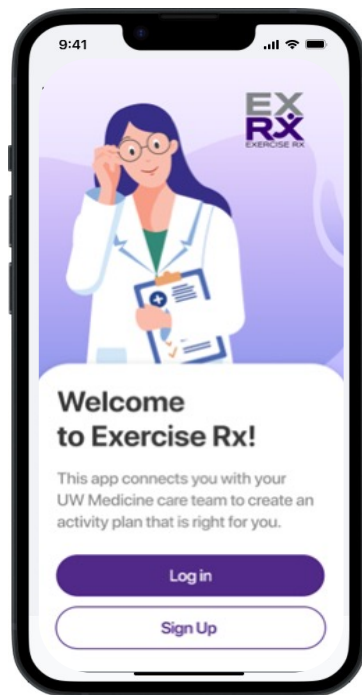 9:41
EX
RX
EXERCISE RX
Welcome
to Exercise Rx!
This app connects you with your
UW Medicine care team to create an
activity plan that is right for you.
Log in
Sign Up